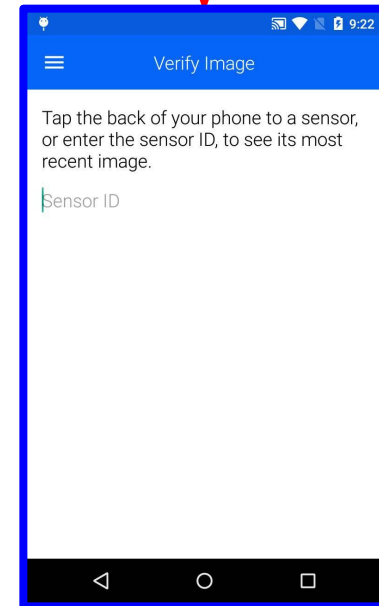 9:22
Verify Image
Tap the back of your phone to a sensor,
or enter the sensor ID, to see its most
recent image.
Sensor ID